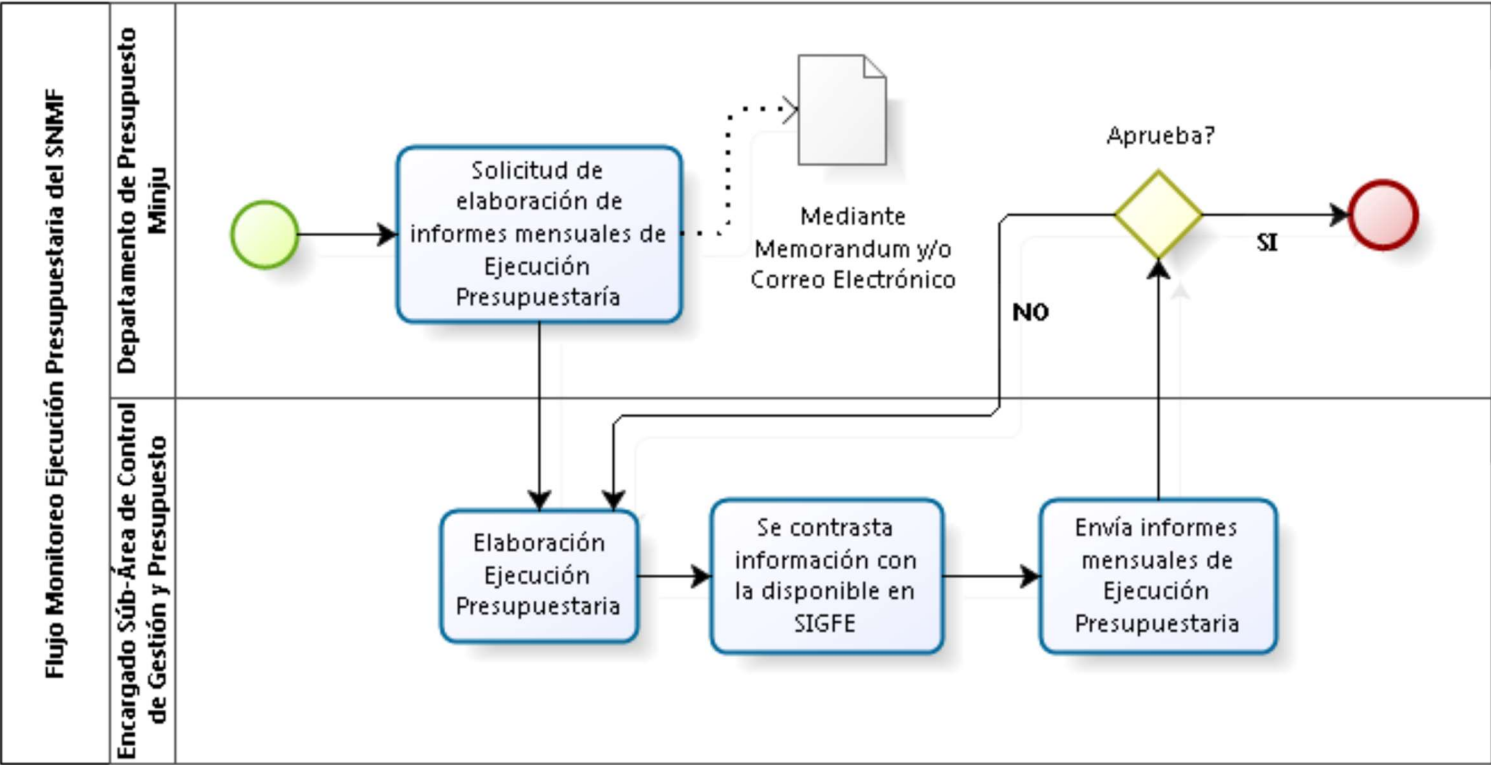 Flujo Monitoreo Ejecución Presupuestaria del SNMF
Departamento de Presupuesto
Minju
Solicitud de
elaboración de
informes mensuales de
Ejecución
Presupuestaría
Mediante
Memorandum y/o
Correo Electrónico
Aprueba?
SI
NO
Encargado Súb-Área de Control
de Gestión y Presupuesto
Elaboración
Ejecución
Presupuestaria
Se contrasta
información con
la disponible en
SIGFE
Envía informes
mensuales de
Ejecución
Presupuestaria